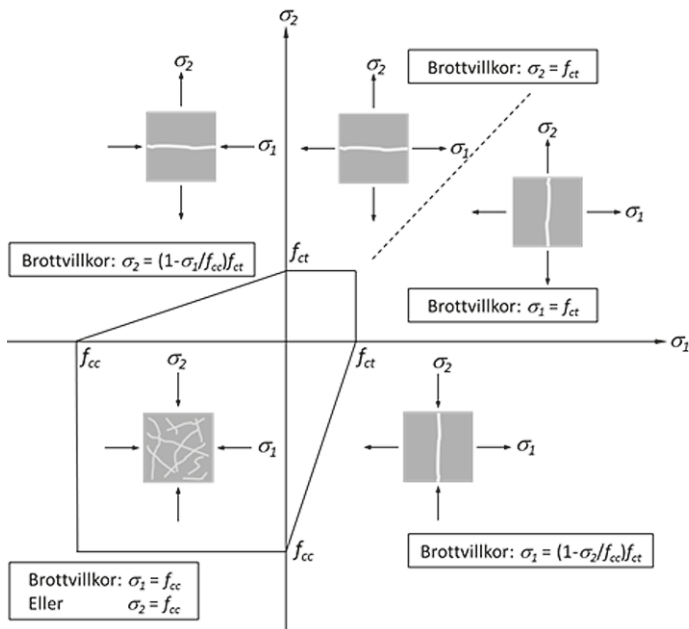 σ2
σ2
Brottvillkor: σ2 = fct
σ2
σ1
σ1
σ2
σ1
Brottvillkor: σ2 = (1-σ1/fcc)fct
fct
Brottvillkor: σ1 = fct
σ1
fcc
fct
σ2
σ2
σ1
σ1
fcc
Brottvillkor: σ1 = (1-σ2/fcc)fct
Brottvillkor: σ1 = fcc
Eller σ2 = fcc